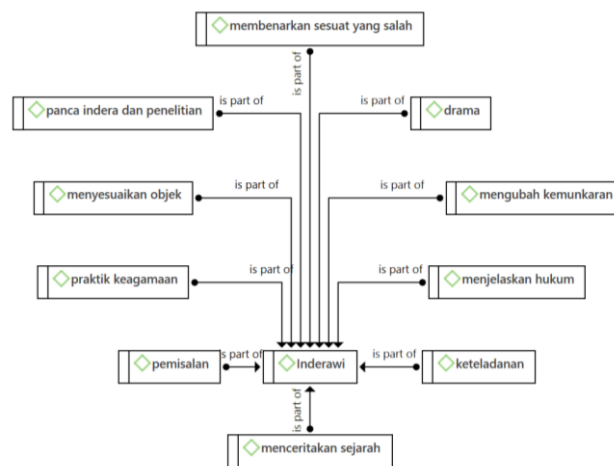 membenarkan sesuat yang salah
is part of
panca indera dan penelitian
is part of
is part of
drama
menyesuaikan objek
is part of
is part of
mengubah kemunkaran
praktik keagamaan
is part of
is part of
menjelaskan hukum
pemisalan
is part of
Inderawi
is part of
keteladanan
is part of
menceritakan sejarah